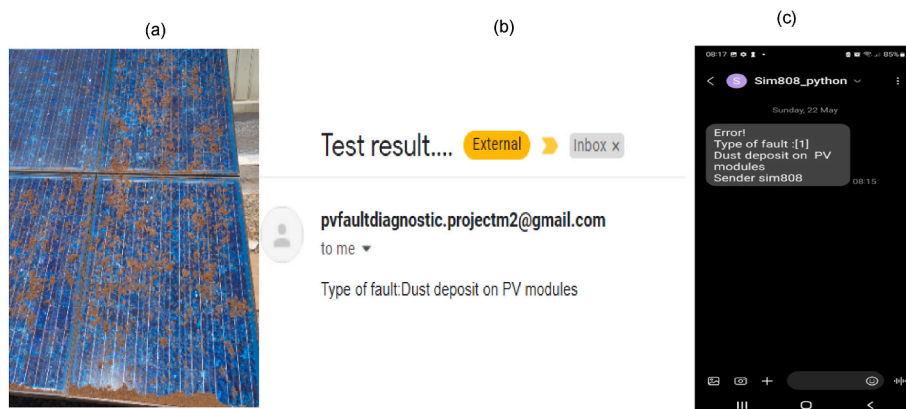 (a)
(b)
(c)
Test result.... External Inbox ×
pvfaultdiagnostic.projectm2@gmail.com
to me
Type of fault:Dust deposit on PV modules
08:17 85%
S Sim808_python
Sunday, 22 May
Error!
Type of fault :[1]
Dust deposit on PV
modules
Sender sim808
08:15